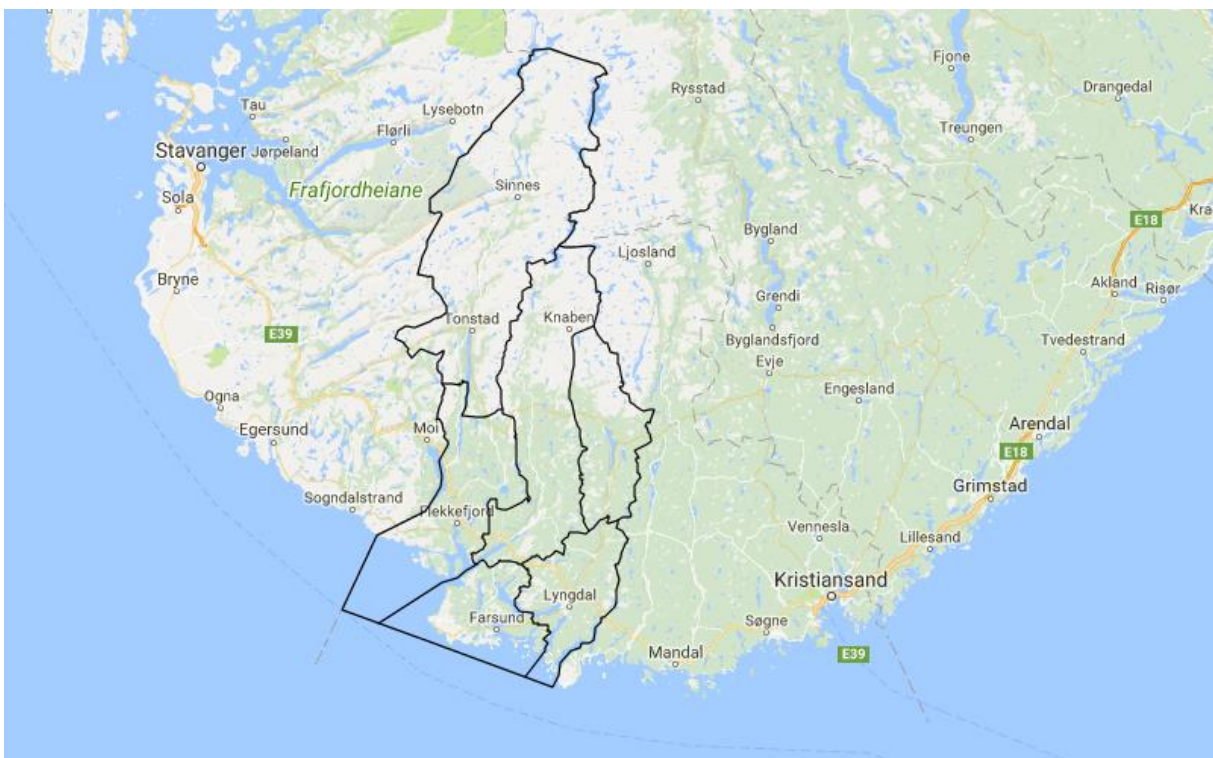 Fjone
Drangedal
Rysstad
Tau
Lysebotn
Flørli
Treungen
Stavanger
Jørpeland
Sinnes
Frafjordheiane
Sola
E18
Kra
Bygland
Ljosland
Bryne
Akland
Risør
Grendi
Tonstad
Knaben
E39
Byglandsfjord
Tvedestrand
Evje
Engesland
Ogna
Egersund
Moi
Arendal
E18
Grimstad
Sogndalstrand
Flekkefjord
Vennesla
Lillesand
Kristiansand
Lyngdal
Farsund
Søgne
Mandal
E39